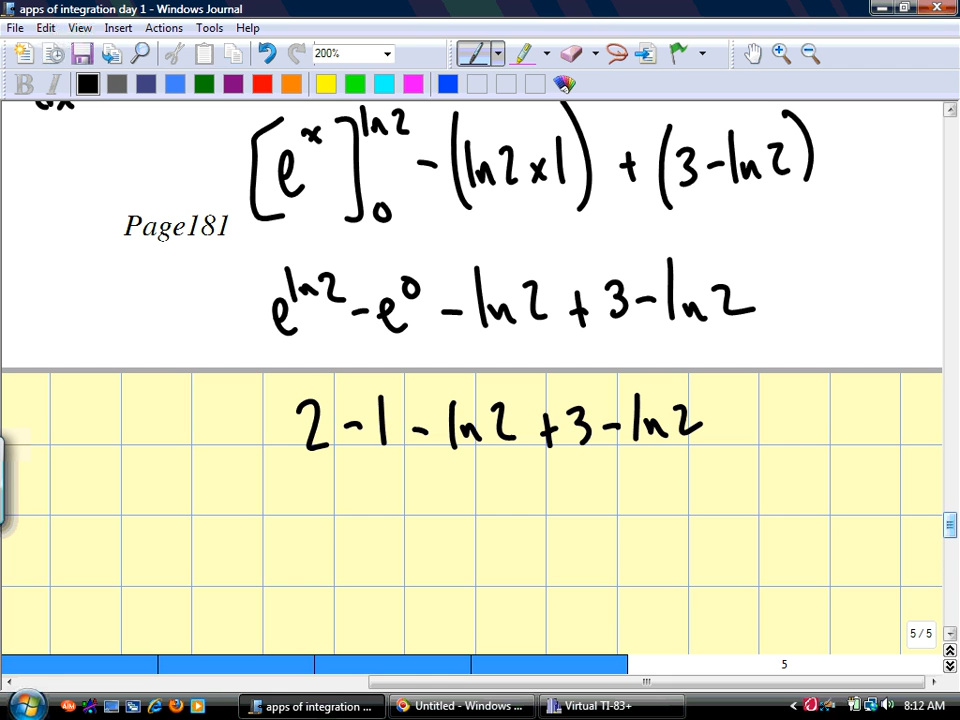 apps of integration day 1 - Windows Journal
File Edit View Insert Actions Tools Help
200%
B I
dx
[e^x]_0^{ln2} - (ln2x1) + (3-ln2)
Page181
e^{ln2} - e^0 - ln2 + 3 - ln2
2 - 1 - ln2 + 3 - ln2
5 / 5
5
apps of integration ... Untitled - Windows ... Virtual TI-83+ 8:12 AM